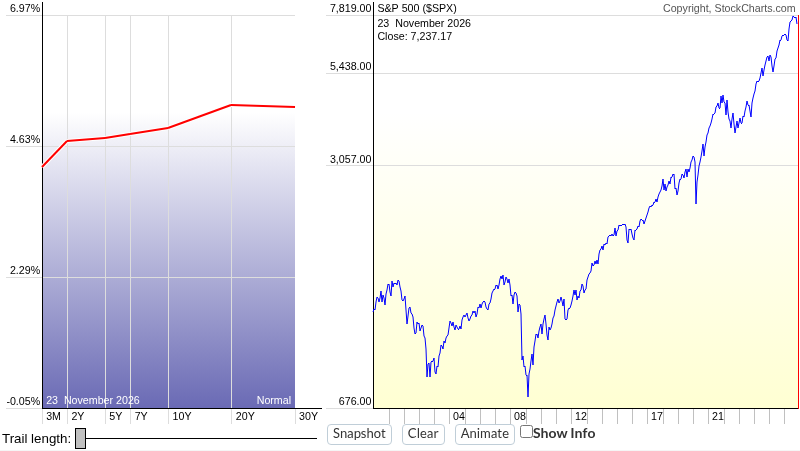 6.97%
4.63%
2.29%
-0.05%
23 November 2026
Normal
3M 2Y 5Y 7Y 10Y 20Y 30Y
Trail length:
S&P 500 ($SPX)
Copyright, StockCharts.com
23 November 2026
Close: 7,237.17
7,819.00
5,438.00
3,057.00
676.00
04 08 12 17 21
Snapshot
Clear
Animate
Show Info